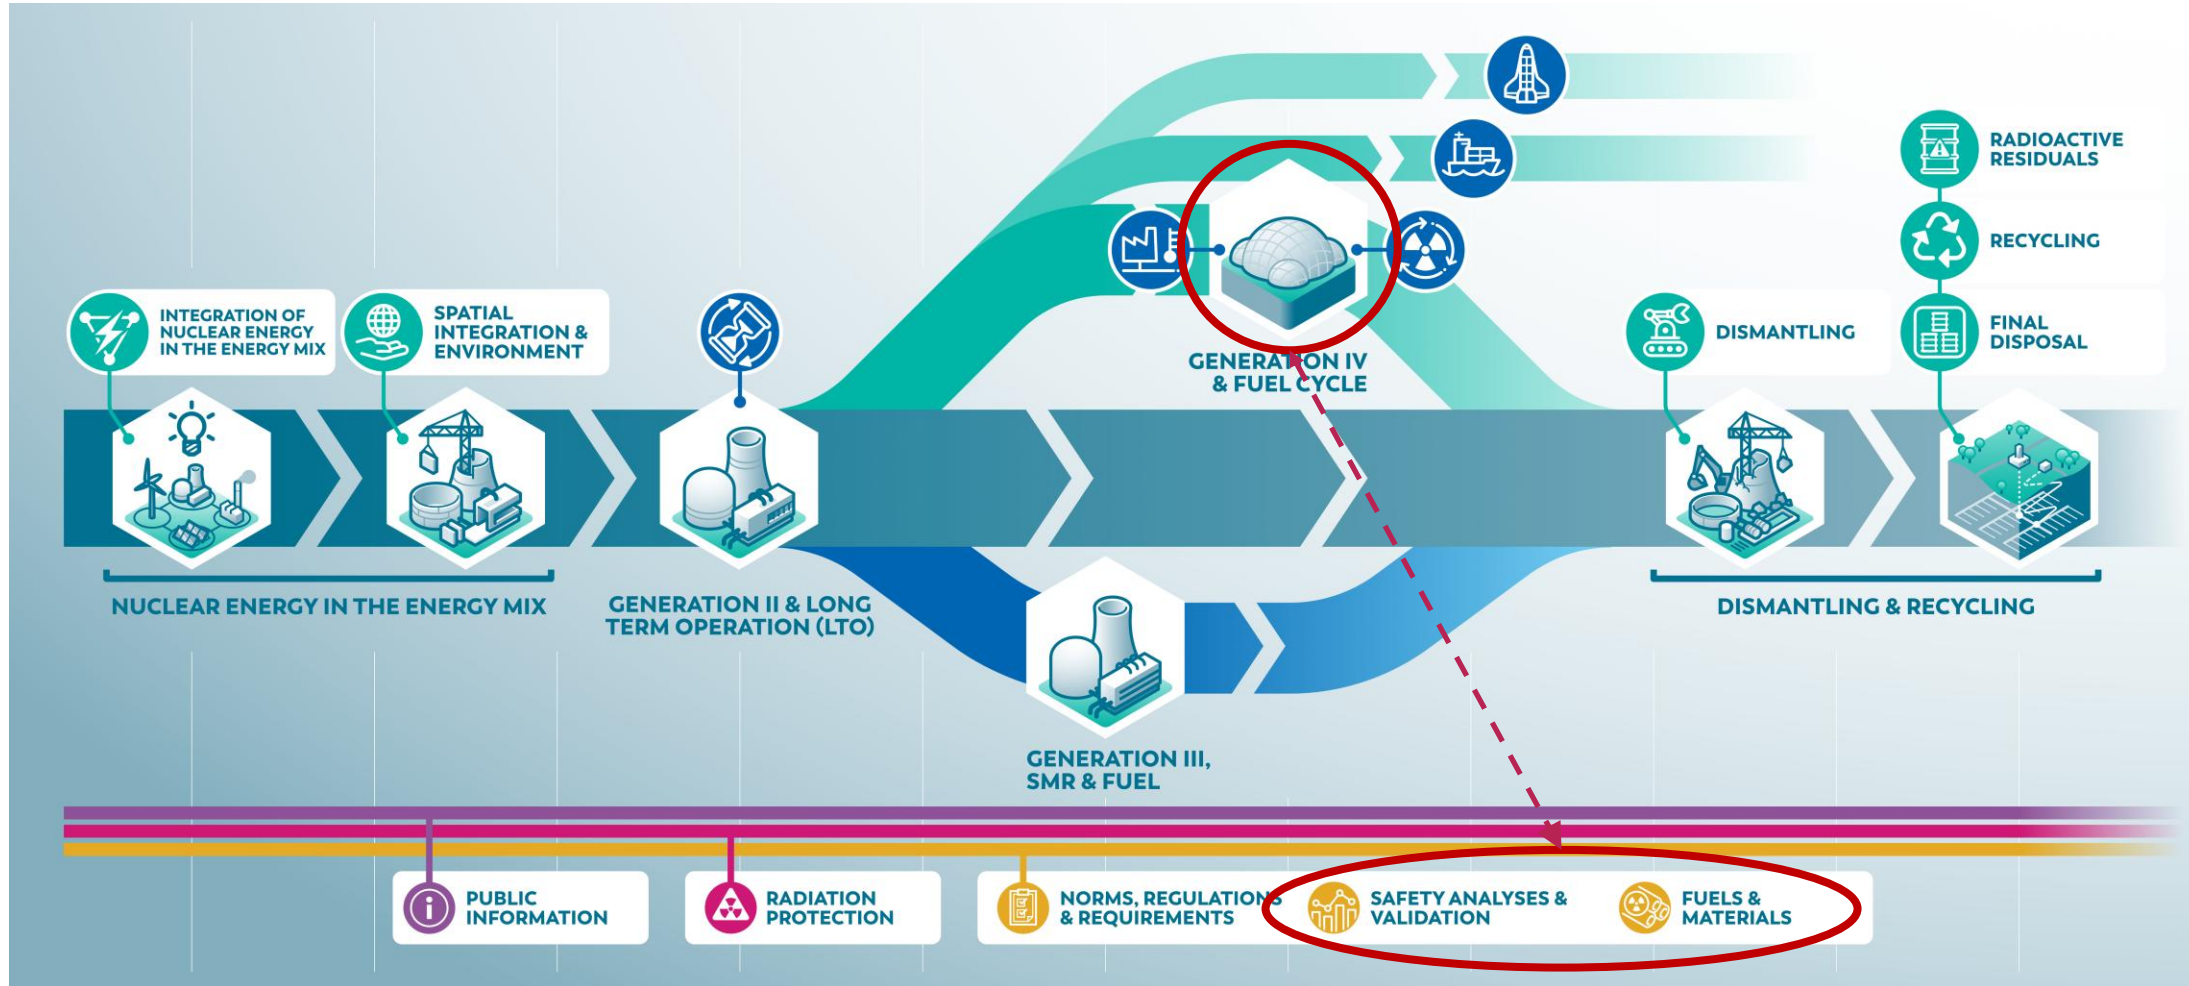 RADIOACTIVE
RESIDUALS
RECYCLING
INTEGRATION OF
NUCLEAR ENERGY
IN THE ENERGY MIX
SPATIAL
INTEGRATION &
ENVIRONMENT
DISMANTLING
FINAL
DISPOSAL
GENERATION IV
& FUEL CYCLE
NUCLEAR ENERGY IN THE ENERGY MIX
GENERATION II & LONG
TERM OPERATION (LTO)
DISMANTLING & RECYCLING
GENERATION III,
SMR & FUEL
PUBLIC
INFORMATION
RADIATION
PROTECTION
NORMS, REGULATIONS
& REQUIREMENTS
SAFETY ANALYSES &
VALIDATION
FUELS &
MATERIALS